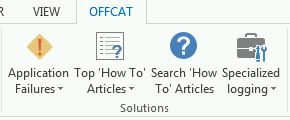 R VIEW OFFCAT
Application Top 'How To' Search 'How Specialized
Failures Articles To' Articles logging
Solutions